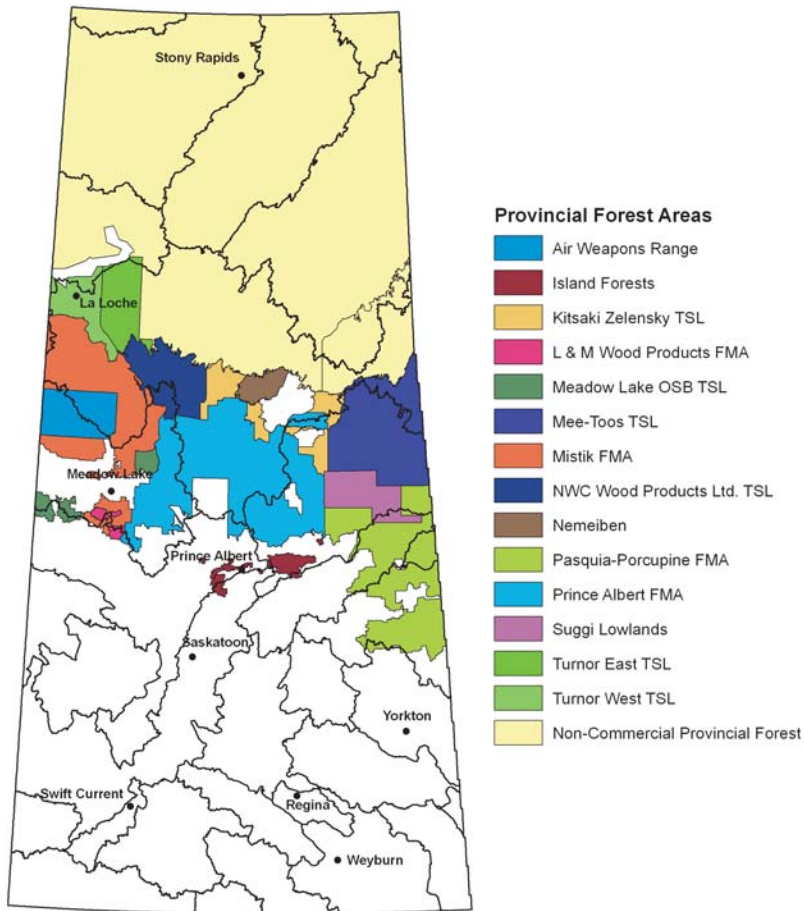 Stony Rapids
La Loche
Meadow Lake
Prince Albert
Saskatoon
Yorkton
Swift Current
Regina
Weyburn
Provincial Forest Areas
Air Weapons Range
Island Forests
Kitsaki Zelensky TSL
L & M Wood Products FMA
Meadow Lake OSB TSL
Mee-Toos TSL
Mistik FMA
NWC Wood Products Ltd. TSL
Nemeiben
Pasquia-Porcupine FMA
Prince Albert FMA
Suggi Lowlands
Turnor East TSL
Turnor West TSL
Non-Commercial Provincial Forest